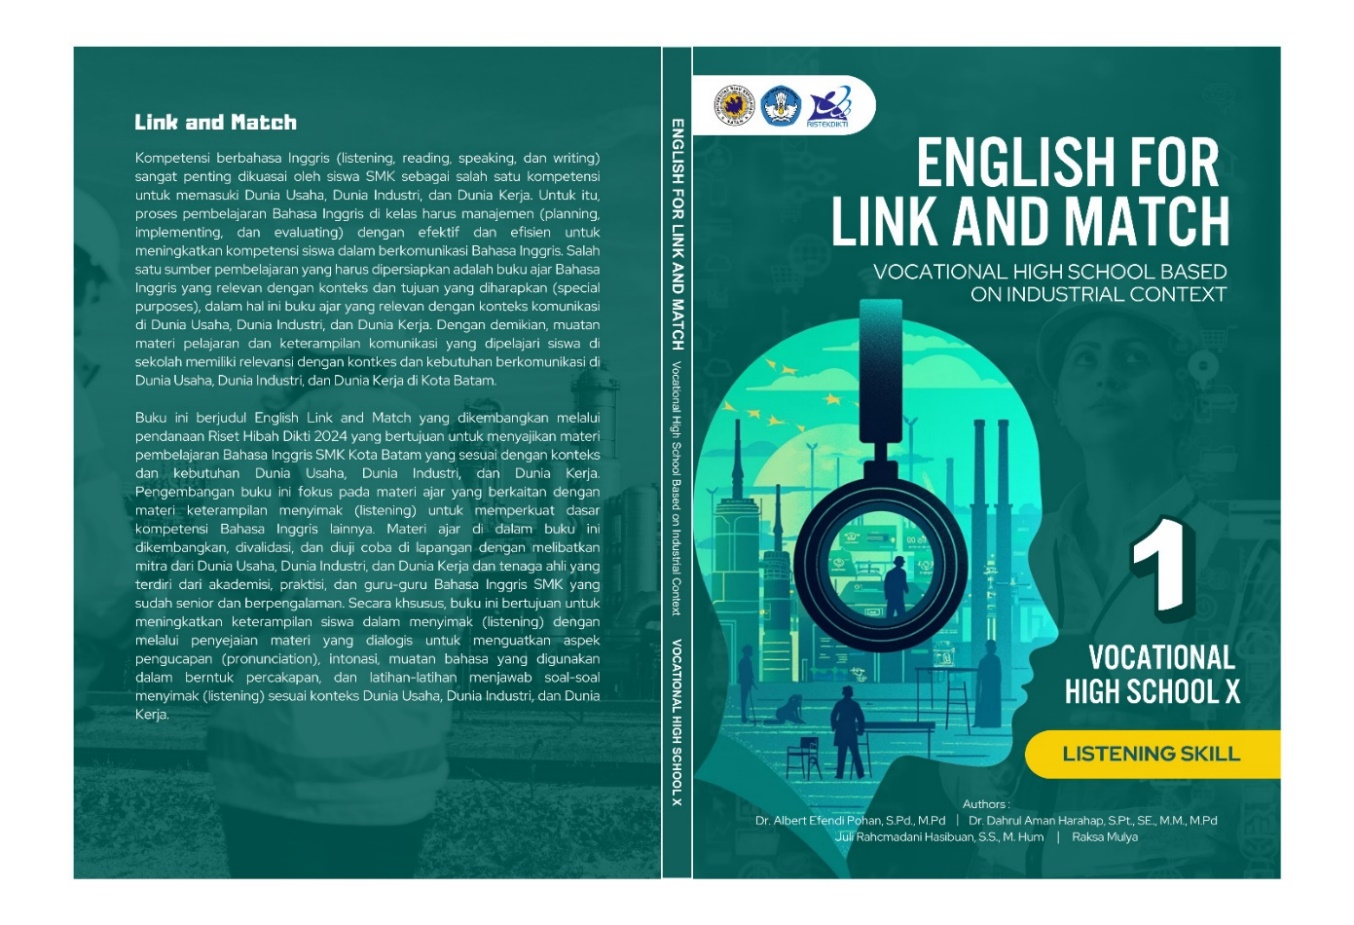 Link and Match
Kompetensi berbahasa Inggris (listening, reading, speaking, dan writing)
sangat penting dikuasai oleh siswa SMK sebagai salah satu kompetensi
untuk memasuki Dunia Usaha, Dunia Industri, dan Dunia Kerja. Untuk itu,
proses pembelajaran Bahasa Inggris di kelas harus manajemen (planning,
implementing, dan evaluating) dengan efektif dan efisien untuk
meningkatkan kompetensi siswa dalam berkomunikasi Bahasa Inggris. Salah
satu sumber pembelajaran yang harus dipersiapkan adalah buku ajar Bahasa
Inggris yang relevan dengan konteks dan tujuan yang diharapkan (special
purposes), dalam hal ini buku ajar yang relevan dengan konteks komunikasi
di Dunia Usaha, Dunia Industri, dan Dunia Kerja. Dengan demikian, muatan
materi pelajaran dan keterampilan komunikasi yang dipelajari siswa di
sekolah memiliki relevansi dengan kontkes dan kebutuhan berkomunikasi di
Dunia Usaha, Dunia Industri, dan Dunia Kerja di Kota Batam.
Buku ini berjudul English Link and Match yang dikembangkan melalui
pendanaan Riset Hibah Dikti 2024 yang bertujuan untuk menyajikan materi
pembelajaran Bahasa Inggris SMK Kota Batam yang sesuai dengan konteks
dan kebutuhan Dunia Usaha, Dunia Industri, dan Dunia Kerja.
Pengembangan buku ini fokus pada materi ajar yang berkaitan dengan
materi keterampilan menyimak (listening) untuk memperkuat dasar
kompetensi Bahasa Inggris lainnya. Materi ajar di dalam buku ini
dikembangkan, divalidasi, dan diuji coba di lapangan dengan melibatkan
mitra dari Dunia Usaha, Dunia Industri, dan Dunia Kerja dan tenaga ahli yang
terdiri dari akademisi, praktisi, dan guru-guru Bahasa Inggris SMK yang
sudah senior dan berpengalaman. Secara khsusus, buku ini bertujuan untuk
meningkatkan keterampilan siswa dalam menyimak (listening) dengan
melalui penyejaian materi yang dialogis untuk menguatkan aspek
pengucapan (pronunciation), intonasi, muatan bahasa yang digunakan
dalam berntuk percakapan, dan latihan-latihan menjawab soal-soal
menyimak (listening) sesuai konteks Dunia Usaha, Dunia Industri, dan Dunia
Kerja.
ENGLISH FOR LINK AND MATCH Vocational High School Based on Industrial Context VOCATIONAL HIGH SCHOOL X
RISTEKDIKTI
ENGLISH FOR
LINK AND MATCH
VOCATIONAL HIGH SCHOOL BASED
ON INDUSTRIAL CONTEXT
1
VOCATIONAL
HIGH SCHOOL X
LISTENING SKILL
Authors :
Dr. Albert Efendi Pohan, S.Pd., M.Pd | Dr. Dahrul Aman Harahap, S.Pt., SE., M.M., M.Pd
Juli Rahcmadani Hasibuan, S.S., M. Hum | Raksa Mulya